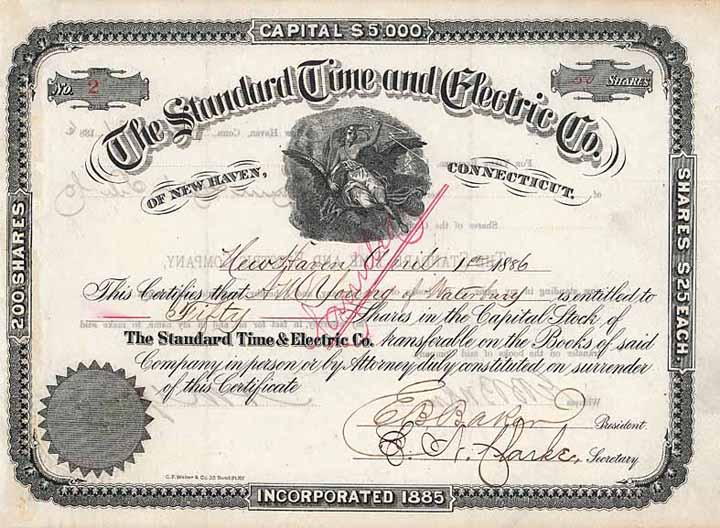 CAPITAL $5,000.
No. 2
50 SHARES
The Standard Time and Electric Co.
OF NEW HAVEN, CONNECTICUT.
200 SHARES
SHARES $25 EACH
New Haven, April 1st 1886
This Certifies that A.M. Young of Waterbury is entitled to
Fifty Shares in the Capital Stock of
The Standard Time & Electric Co. transferable on the Books of said
Company in person or by Attorney duly constituted on surrender
of this Certificate
E.B. Baker President.
E. N. Clarke, Secretary
INCORPORATED 1885